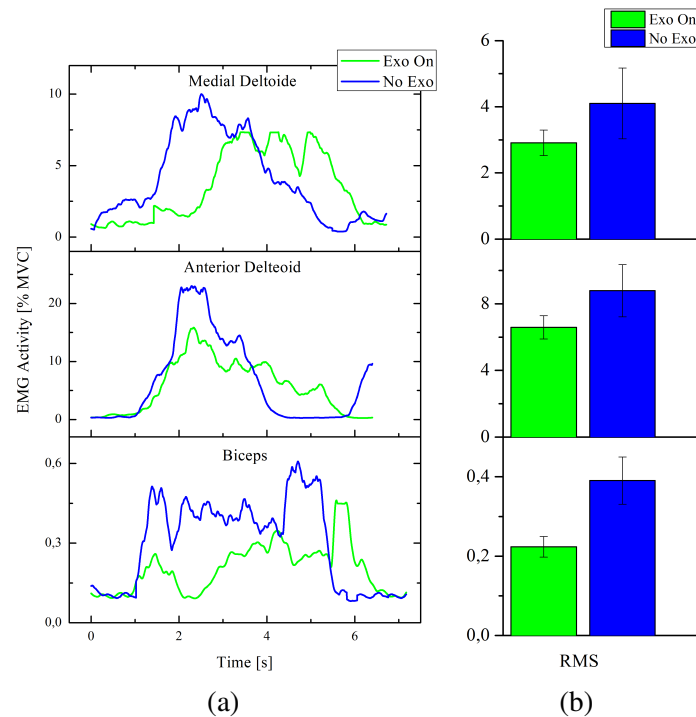 Exo On
No Exo
Medial Deltoide
10
5
0
Anterior Delteoid
20
10
0
EMG Activity [% MVC]
Biceps
0,6
0,3
0,0
0
2
4
6
Time [s]
(a)
Exo On
No Exo
6
4
2
0
8
4
0
0,4
0,2
0,0
RMS
(b)